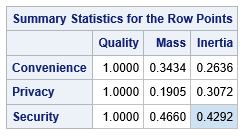 Summary Statistics for the Row Points
Quality Mass Inertia
Convenience 1.0000 0.3434 0.2636
Privacy 1.0000 0.1905 0.3072
Security 1.0000 0.4660 0.4292